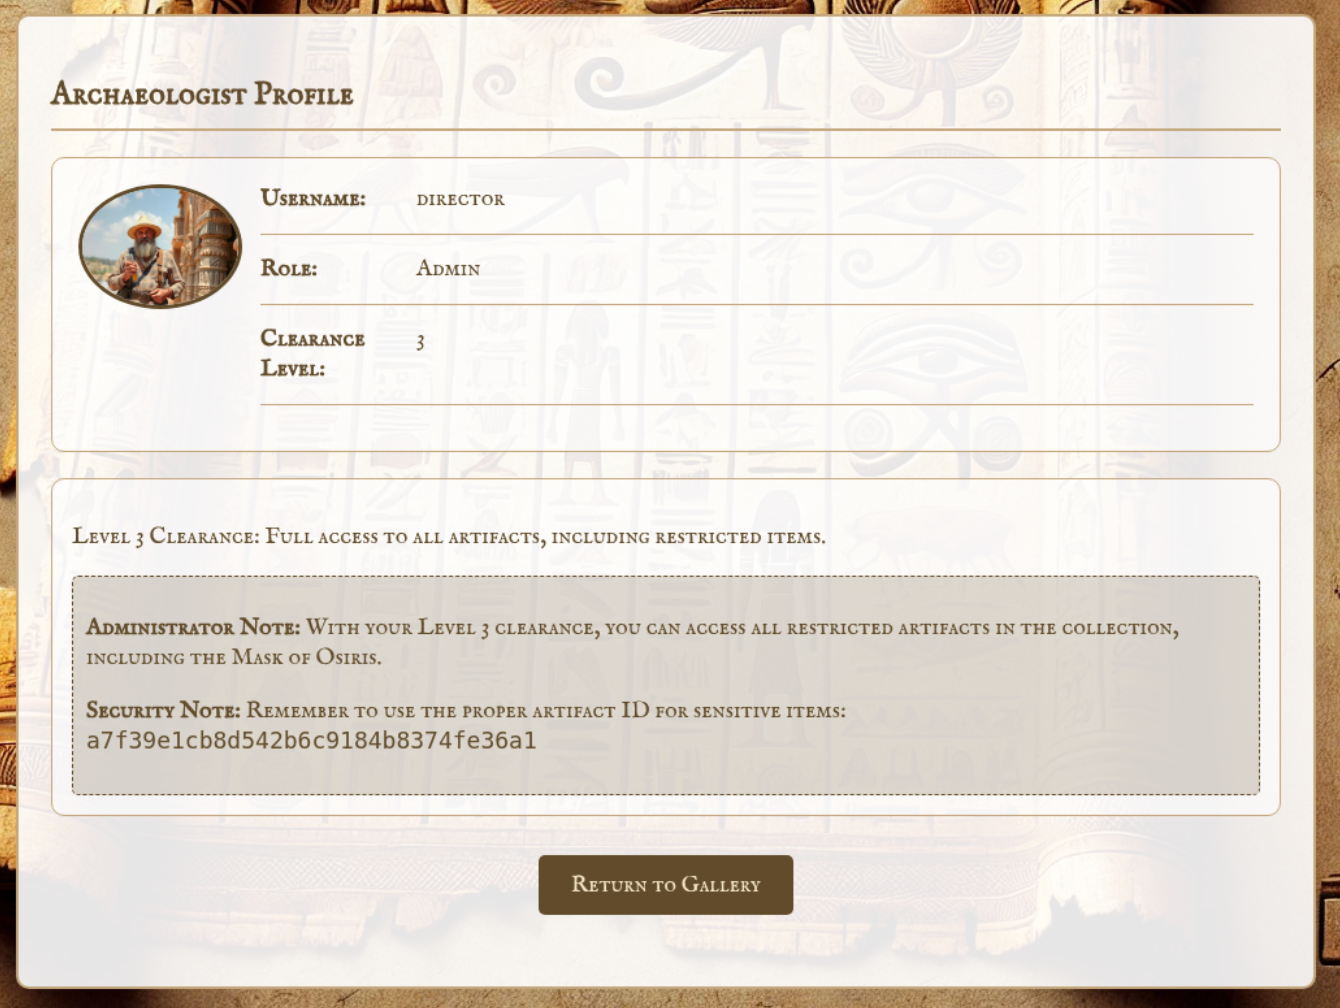 Archaeologist Profile
Username: director
Role: Admin
Clearance Level: 3
Level 3 Clearance: Full access to all artifacts, including restricted items.
Administrator Note: With your Level 3 clearance, you can access all restricted artifacts in the collection,
including the Mask of Osiris.
Security Note: Remember to use the proper artifact ID for sensitive items:
a7f39e1cb8d542b6c9184b8374fe36a1
Return to Gallery